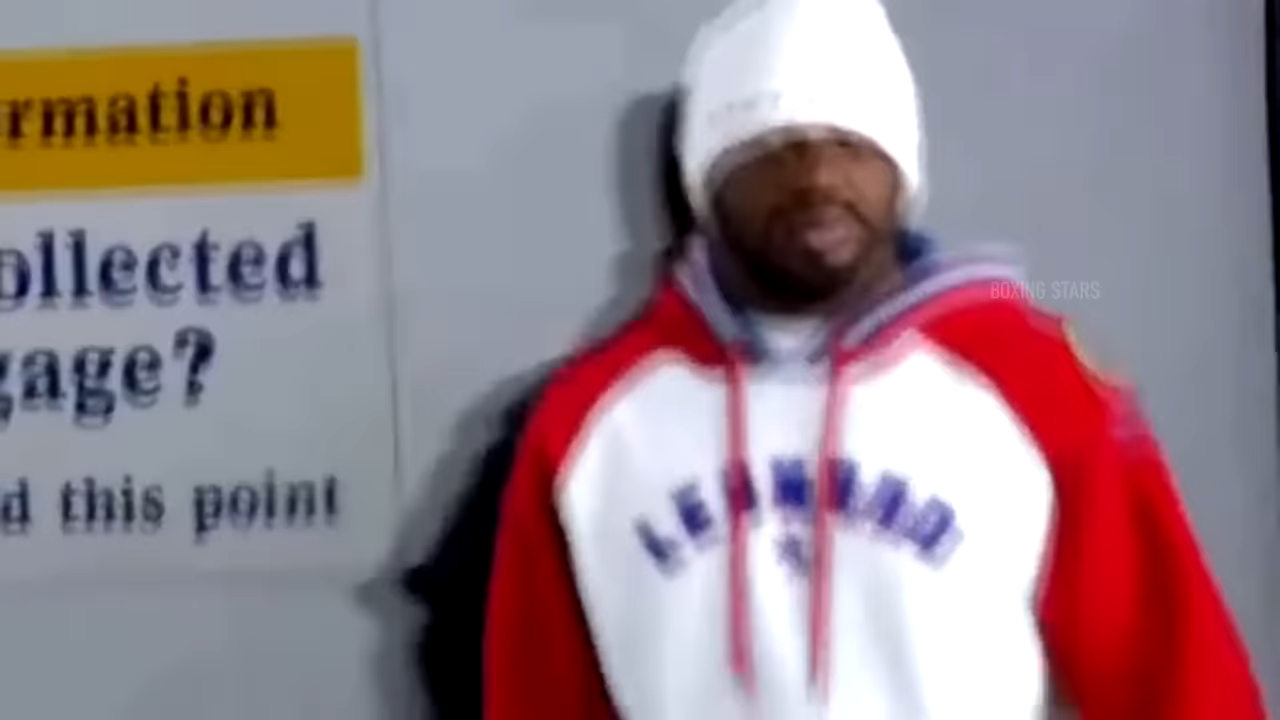 rmation
ollected
gage?
d this point
BOXING STARS